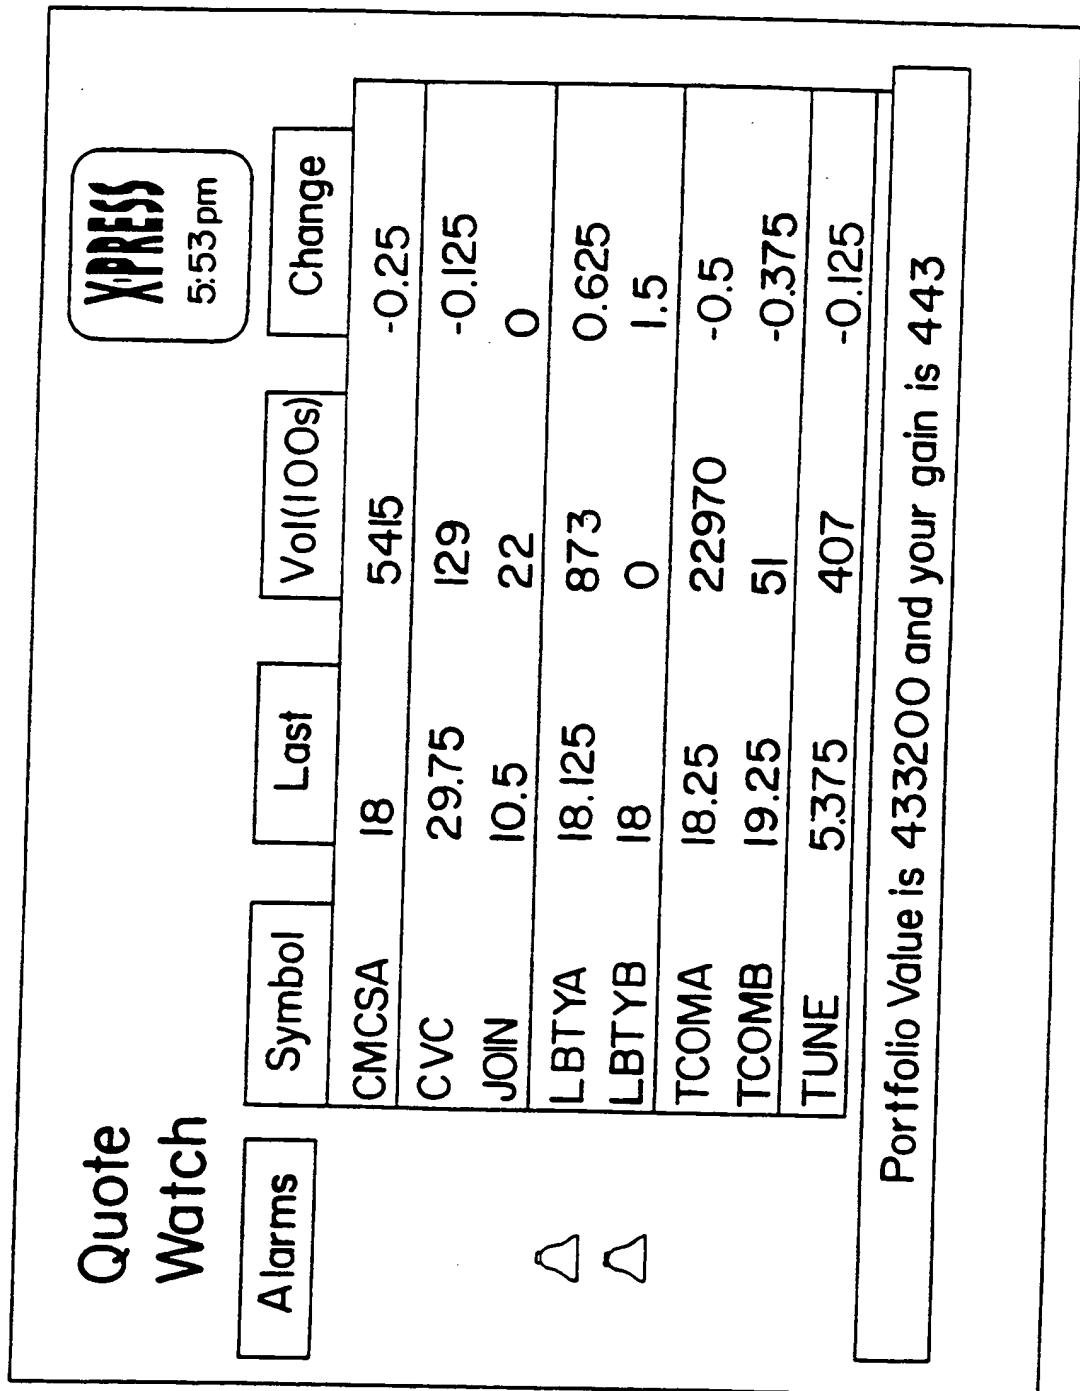 Quote
Watch
X·PRESS
5:53pm
Alarms Symbol Last Vol(100s) Change
CMCSA 18 5415 -0.25
CVC 29.75 129 -0.125
JOIN 10.5 22 0
LBTYA 18.125 873 0.625
LBTYB 18 0 1.5
TCOMA 18.25 22970 -0.5
TCOMB 19.25 51 -0.375
TUNE 5.375 407 -0.125
Portfolio Value is 433200 and your gain is 443